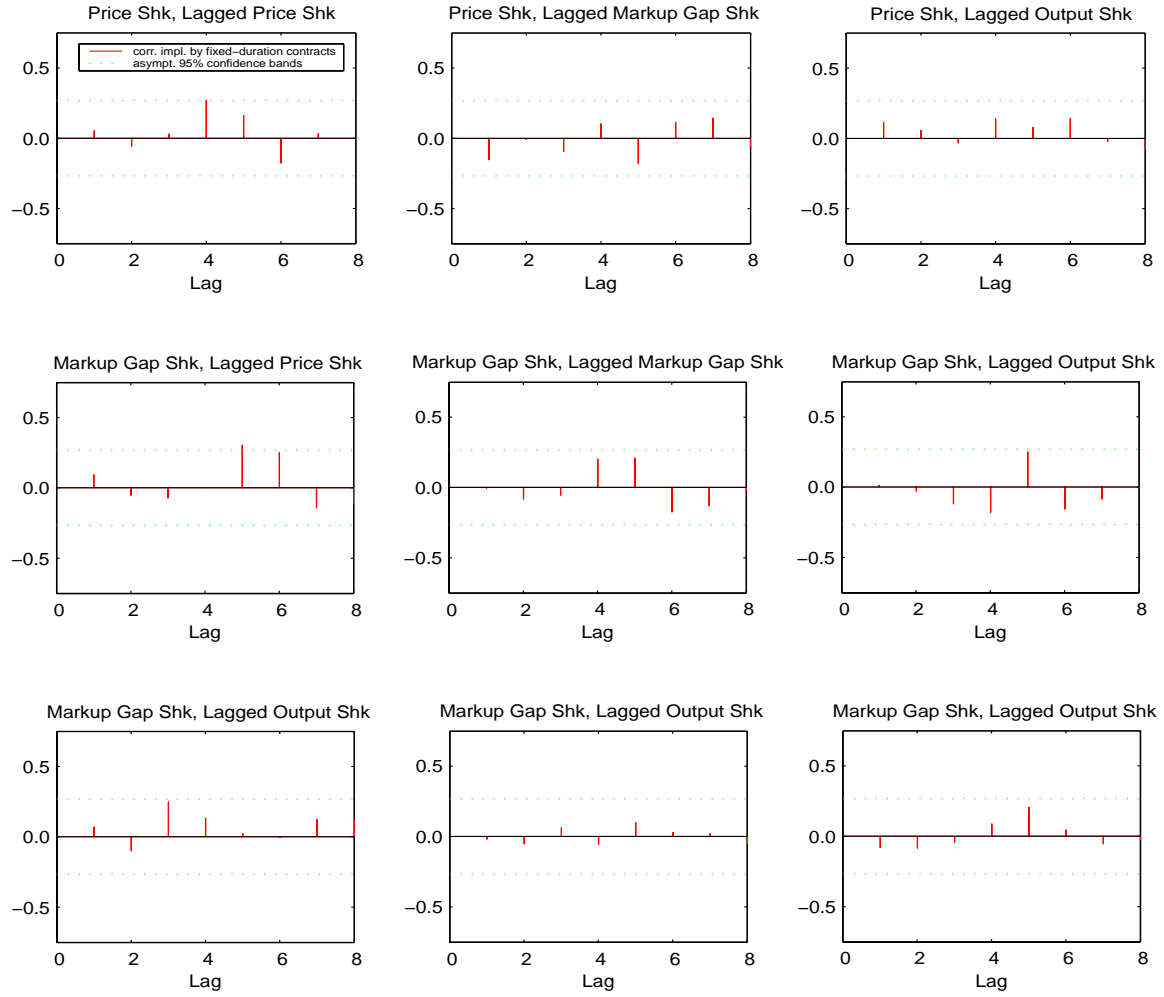 Price Shk, Lagged Price Shk
Price Shk, Lagged Markup Gap Shk
Price Shk, Lagged Output Shk
corr. impl. by fixed−duration contracts
asympt. 95% confidence bands
0.5
0.0
−0.5
0 2 4 6 8
Lag
0.5
0.0
−0.5
0 2 4 6 8
Lag
0.5
0.0
−0.5
0 2 4 6 8
Lag
Markup Gap Shk, Lagged Price Shk
Markup Gap Shk, Lagged Markup Gap Shk
Markup Gap Shk, Lagged Output Shk
0.5
0.0
−0.5
0 2 4 6 8
Lag
0.5
0.0
−0.5
0 2 4 6 8
Lag
0.5
0.0
−0.5
0 2 4 6 8
Lag
Markup Gap Shk, Lagged Output Shk
Markup Gap Shk, Lagged Output Shk
Markup Gap Shk, Lagged Output Shk
0.5
0.0
−0.5
0 2 4 6 8
Lag
0.5
0.0
−0.5
0 2 4 6 8
Lag
0.5
0.0
−0.5
0 2 4 6 8
Lag